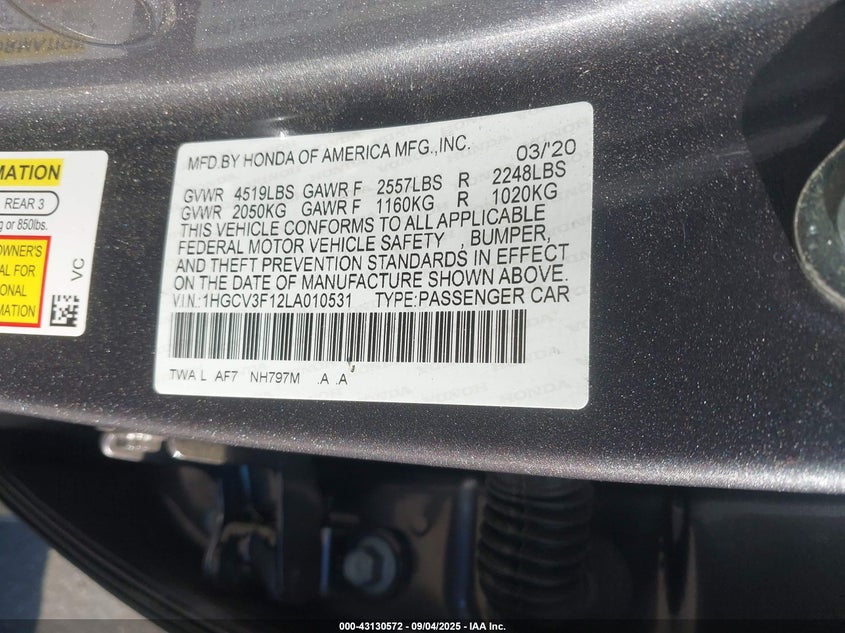 MFD.BY HONDA OF AMERICA MFG.,INC. 03/'20
GVWR 4519LBS GAWR F 2557LBS R 2248LBS
GVWR 2050KG GAWR F 1160KG R 1020KG
THIS VEHICLE CONFORMS TO ALL APPLICABLE
FEDERAL MOTOR VEHICLE SAFETY , BUMPER,
AND THEFT PREVENTION STANDARDS IN EFFECT
ON THE DATE OF MANUFACTURE SHOWN ABOVE.
V.I.N.:1HGCV3F12LA010531 TYPE:PASSENGER CAR
TWA L AF7 NH797M .A .A
MATION
REAR 3
g or 850lbs.
OWNER'S
AL FOR
ONAL
MATION
VC
000-43130572 - 09/04/2025 - IAA Inc.